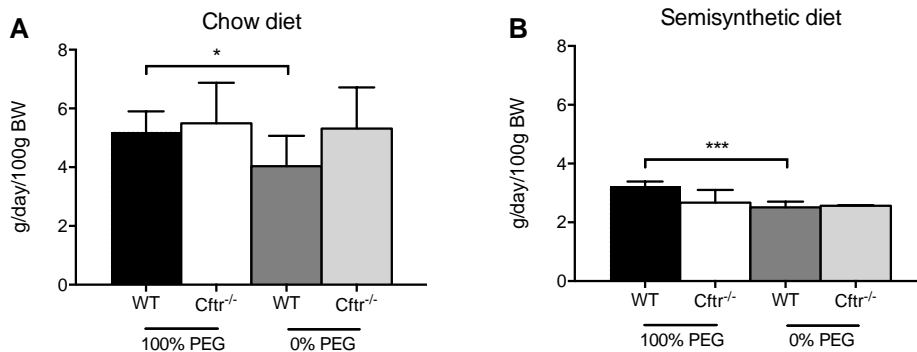 A
Chow diet
g/day/100g BW
8
6
4
2
0
*
WT
Cftr-/-
WT
Cftr-/-
100% PEG
0% PEG
B
Semisynthetic diet
g/day/100g BW
8
6
4
2
0
***
WT
Cftr-/-
WT
Cftr-/-
100% PEG
0% PEG